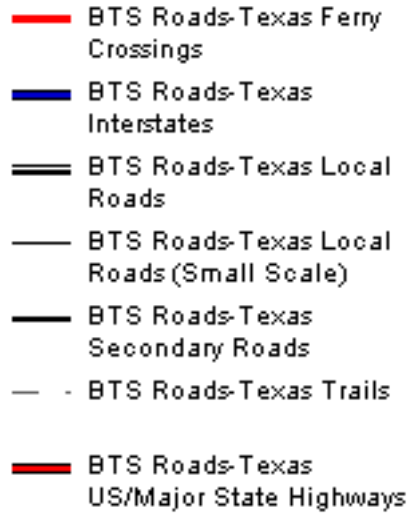 BTS Roads-Texas Ferry
Crossings
BTS Roads-Texas
Interstates
BTS Roads-Texas Local
Roads
BTS Roads-Texas Local
Roads (Small Scale)
BTS Roads-Texas
Secondary Roads
BTS Roads-Texas Trails
BTS Roads-Texas
US/Major State Highways